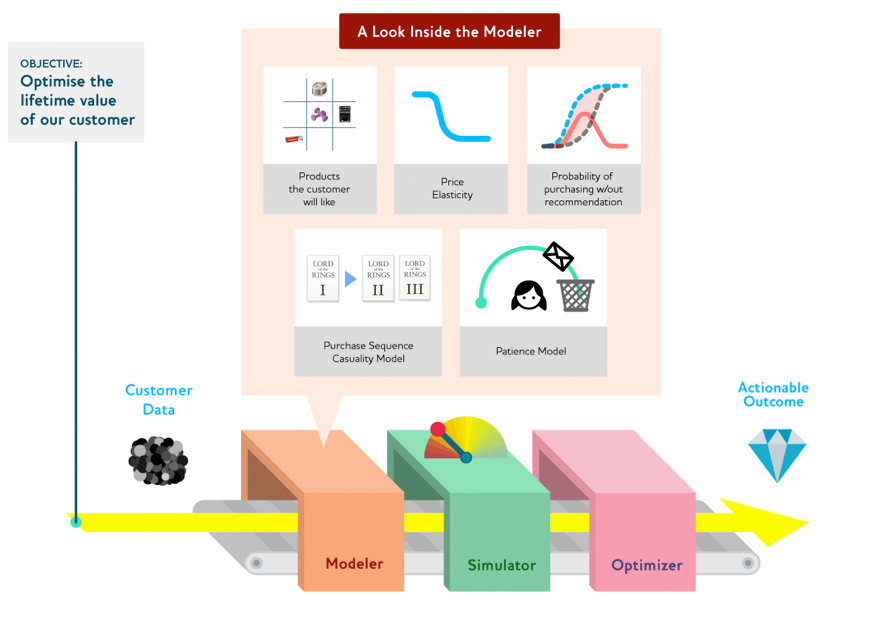 A Look Inside the Modeler
OBJECTIVE:
Optimise the
lifetime value
of our customer
Products
the customer
will like
Price
Elasticity
Probability of
purchasing w/out
recommendation
LORD
of the
RINGS
I
LORD
of the
RINGS
II
LORD
of the
RINGS
III
Purchase Sequence
Casuality Model
Patience Model
Customer
Data
Actionable
Outcome
Modeler
Simulator
Optimizer